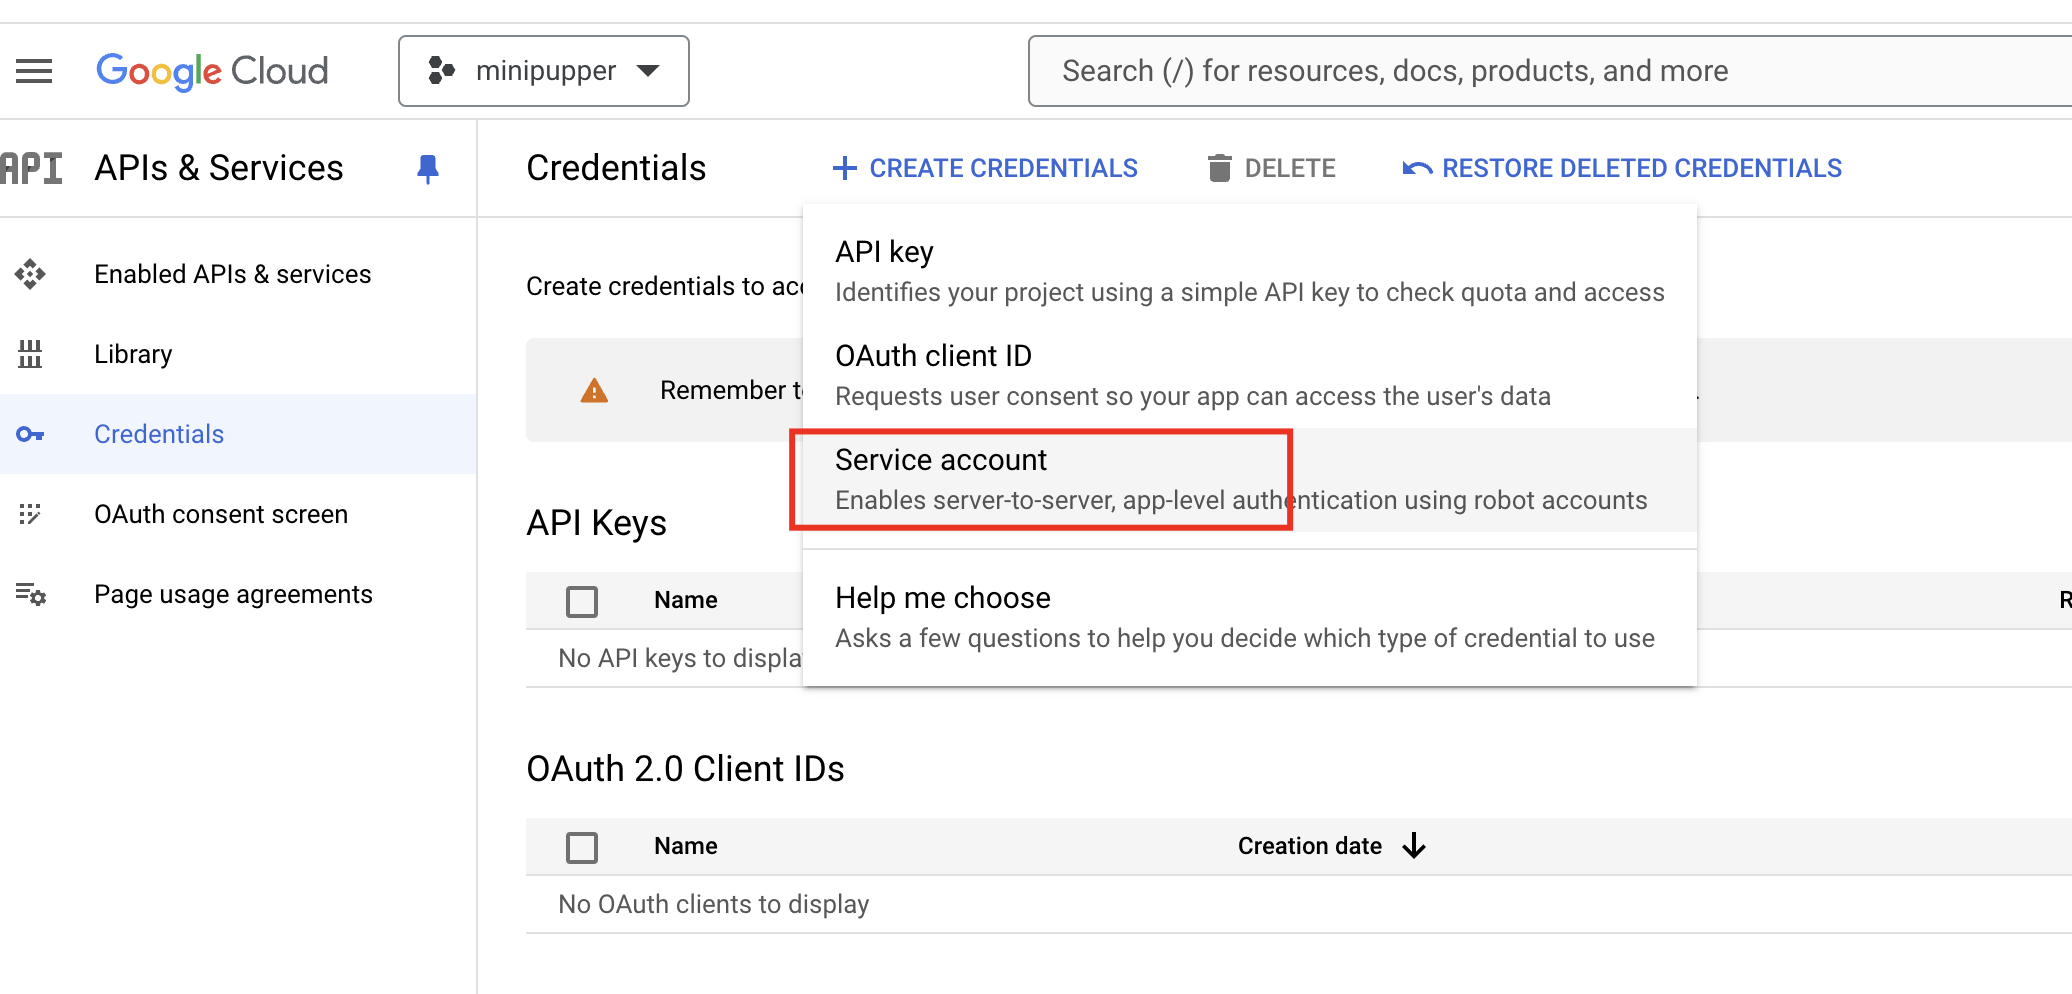 Google Cloud
minipupper
Search (/) for resources, docs, products, and more
API
APIs & Services
Credentials
CREATE CREDENTIALS
DELETE
RESTORE DELETED CREDENTIALS
Enabled APIs & services
Library
Credentials
OAuth consent screen
Page usage agreements
Create credentials to
Remember
API key
Identifies your project using a simple API key to check quota and access
OAuth client ID
Requests user consent so your app can access the user's data
Service account
Enables server-to-server, app-level authentication using robot accounts
Help me choose
Asks a few questions to help you decide which type of credential to use
API Keys
Name
No API keys to
OAuth 2.0 Client IDs
Name
Creation date
No OAuth clients to display